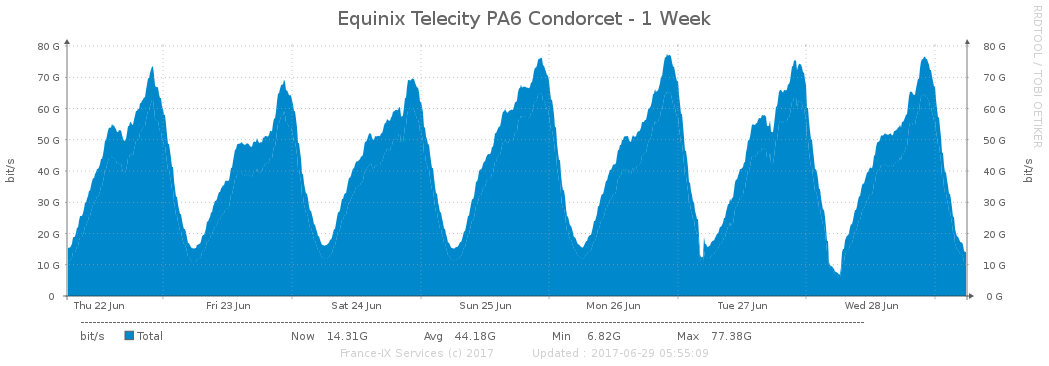 Equinix Telecity PA6 Condorcet - 1 Week
RRDTOOL / TOBI OETIKER
80 G 80 G
70 G 70 G
60 G 60 G
50 G 50 G
40 G 40 G
30 G 30 G
20 G 20 G
10 G 10 G
0 0 G
bit/s bit/s
Thu 22 Jun Fri 23 Jun Sat 24 Jun Sun 25 Jun Mon 26 Jun Tue 27 Jun Wed 28 Jun
bit/s Total Now 14.31G Avg 44.18G Min 6.82G Max 77.38G
France-IX Services (c) 2017 Updated : 2017-06-29 05:55:09